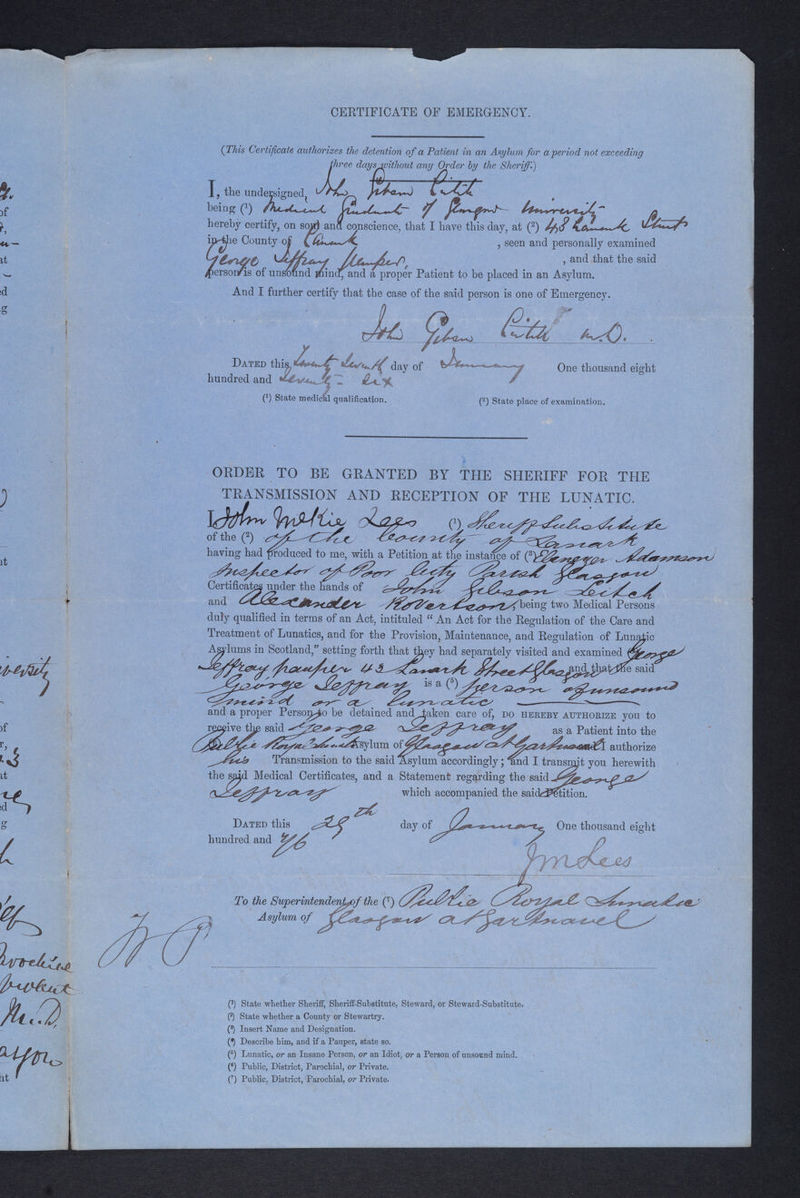 CERTIFICATE OF EMERGENCY.
(This Certificate authorizes the detention of a Patient in an Asylum for a period not exceeding
three days without any Order by the Sheriff.)
I, the undersigned, John Gibson Leitch
being (¹) Medical Graduate of Glasgow University
hereby certify, on soul and conscience, that I have this day, at (²) 43 Lanark Street
in the County of Lanark , seen and personally examined
George Jeffray Pauper, , and that the said
person is of unsound mind, and a proper Patient to be placed in an Asylum.
And I further certify that the case of the said person is one of Emergency.
John Gibson Leitch M.D.
DATED this Twenty Seventh day of January One thousand eight
hundred and Seventy-Six
(¹) State medical qualification. (²) State place of examination.
ORDER TO BE GRANTED BY THE SHERIFF FOR THE
TRANSMISSION AND RECEPTION OF THE LUNATIC.
I John McKie Lees (¹) Sheriff Substitute
of the (²) of the County of Lanark
having had produced to me, with a Petition at the instance of (³) Ebenezer Adamson
Inspector of Poor City Parish Glasgow
Certificates under the hands of John Gibson Leitch
and Alexander Robertson, being two Medical Persons
duly qualified in terms of an Act, intituled “ An Act for the Regulation of the Care and
Treatment of Lunatics, and for the Provision, Maintenance, and Regulation of Lunatic
Asylums in Scotland,” setting forth that they had separately visited and examined George
Jeffray pauper 43 Lanark Street Glasgow and that the said
George Jeffray is a (⁵) person of unsound
mind or a lunatic
and a proper Person to be detained and taken care of, DO HEREBY AUTHORIZE you to
receive the said George Jeffray as a Patient into the
Public Royal Lunatic Asylum of Glasgow at Gartnavel and I authorize
his Transmission to the said Asylum accordingly ; and I transmit you herewith
the said Medical Certificates, and a Statement regarding the said George
Jeffray which accompanied the said Petition.
DATED this 29th day of January One thousand eight
hundred and 76
JM Lees
To the Superintendent of the (⁷) Public Royal Lunatic
Asylum of Glasgow at Gartnavel
(¹) State whether Sheriff, Sheriff-Substitute, Steward, or Steward-Substitute.
(²) State whether a County or Stewartry.
(³) Insert Name and Designation.
(⁴) Describe him, and if a Pauper, state so.
(⁵) Lunatic, or an Insane Person, or an Idiot, or a Person of unsound mind.
(⁶) Public, District, Parochial, or Private.
(⁷) Public, District, Parochial, or Private.